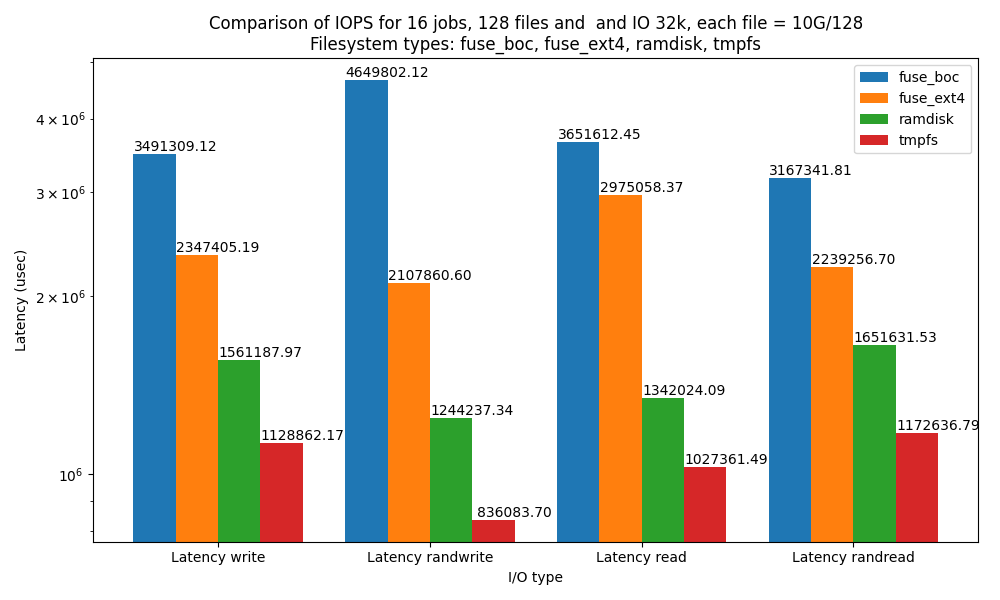 Comparison of IOPS for 16 jobs, 128 files and  and IO 32k, each file = 10G/128
Filesystem types: fuse_boc, fuse_ext4, ramdisk, tmpfs
fuse_boc
fuse_ext4
ramdisk
tmpfs
Latency (usec)
4 × 10⁶
3 × 10⁶
2 × 10⁶
10⁶
3491309.12
2347405.19
1561187.97
1128862.17
4649802.12
2107860.60
1244237.34
836083.70
3651612.45
2975058.37
1342024.09
1027361.49
3167341.81
2239256.70
1651631.53
1172636.79
Latency write
Latency randwrite
Latency read
Latency randread
I/O type